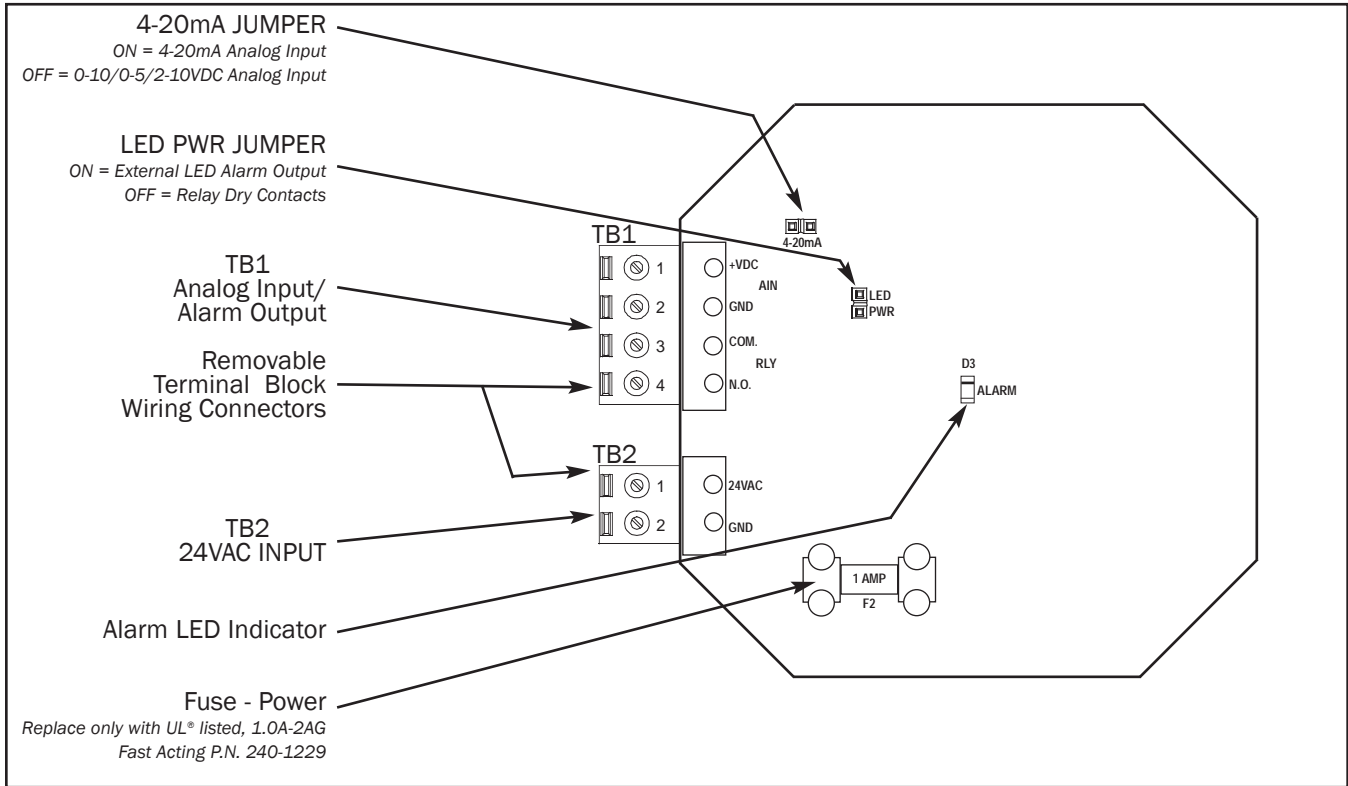 4-20mA JUMPER
ON = 4-20mA Analog Input
OFF = 0-10/0-5/2-10VDC Analog Input
LED PWR JUMPER
ON = External LED Alarm Output
OFF = Relay Dry Contacts
TB1
Analog Input/
Alarm Output
Removable
Terminal Block
Wiring Connectors
TB2
24VAC INPUT
Alarm LED Indicator
Fuse - Power
Replace only with UL® listed, 1.0A-2AG
Fast Acting P.N. 240-1229
TB1
1
2
3
4
+VDC
AIN
GND
COM.
RLY
N.O.
TB2
1
2
24VAC
GND
4-20mA
LED
PWR
D3
ALARM
1 AMP
F2